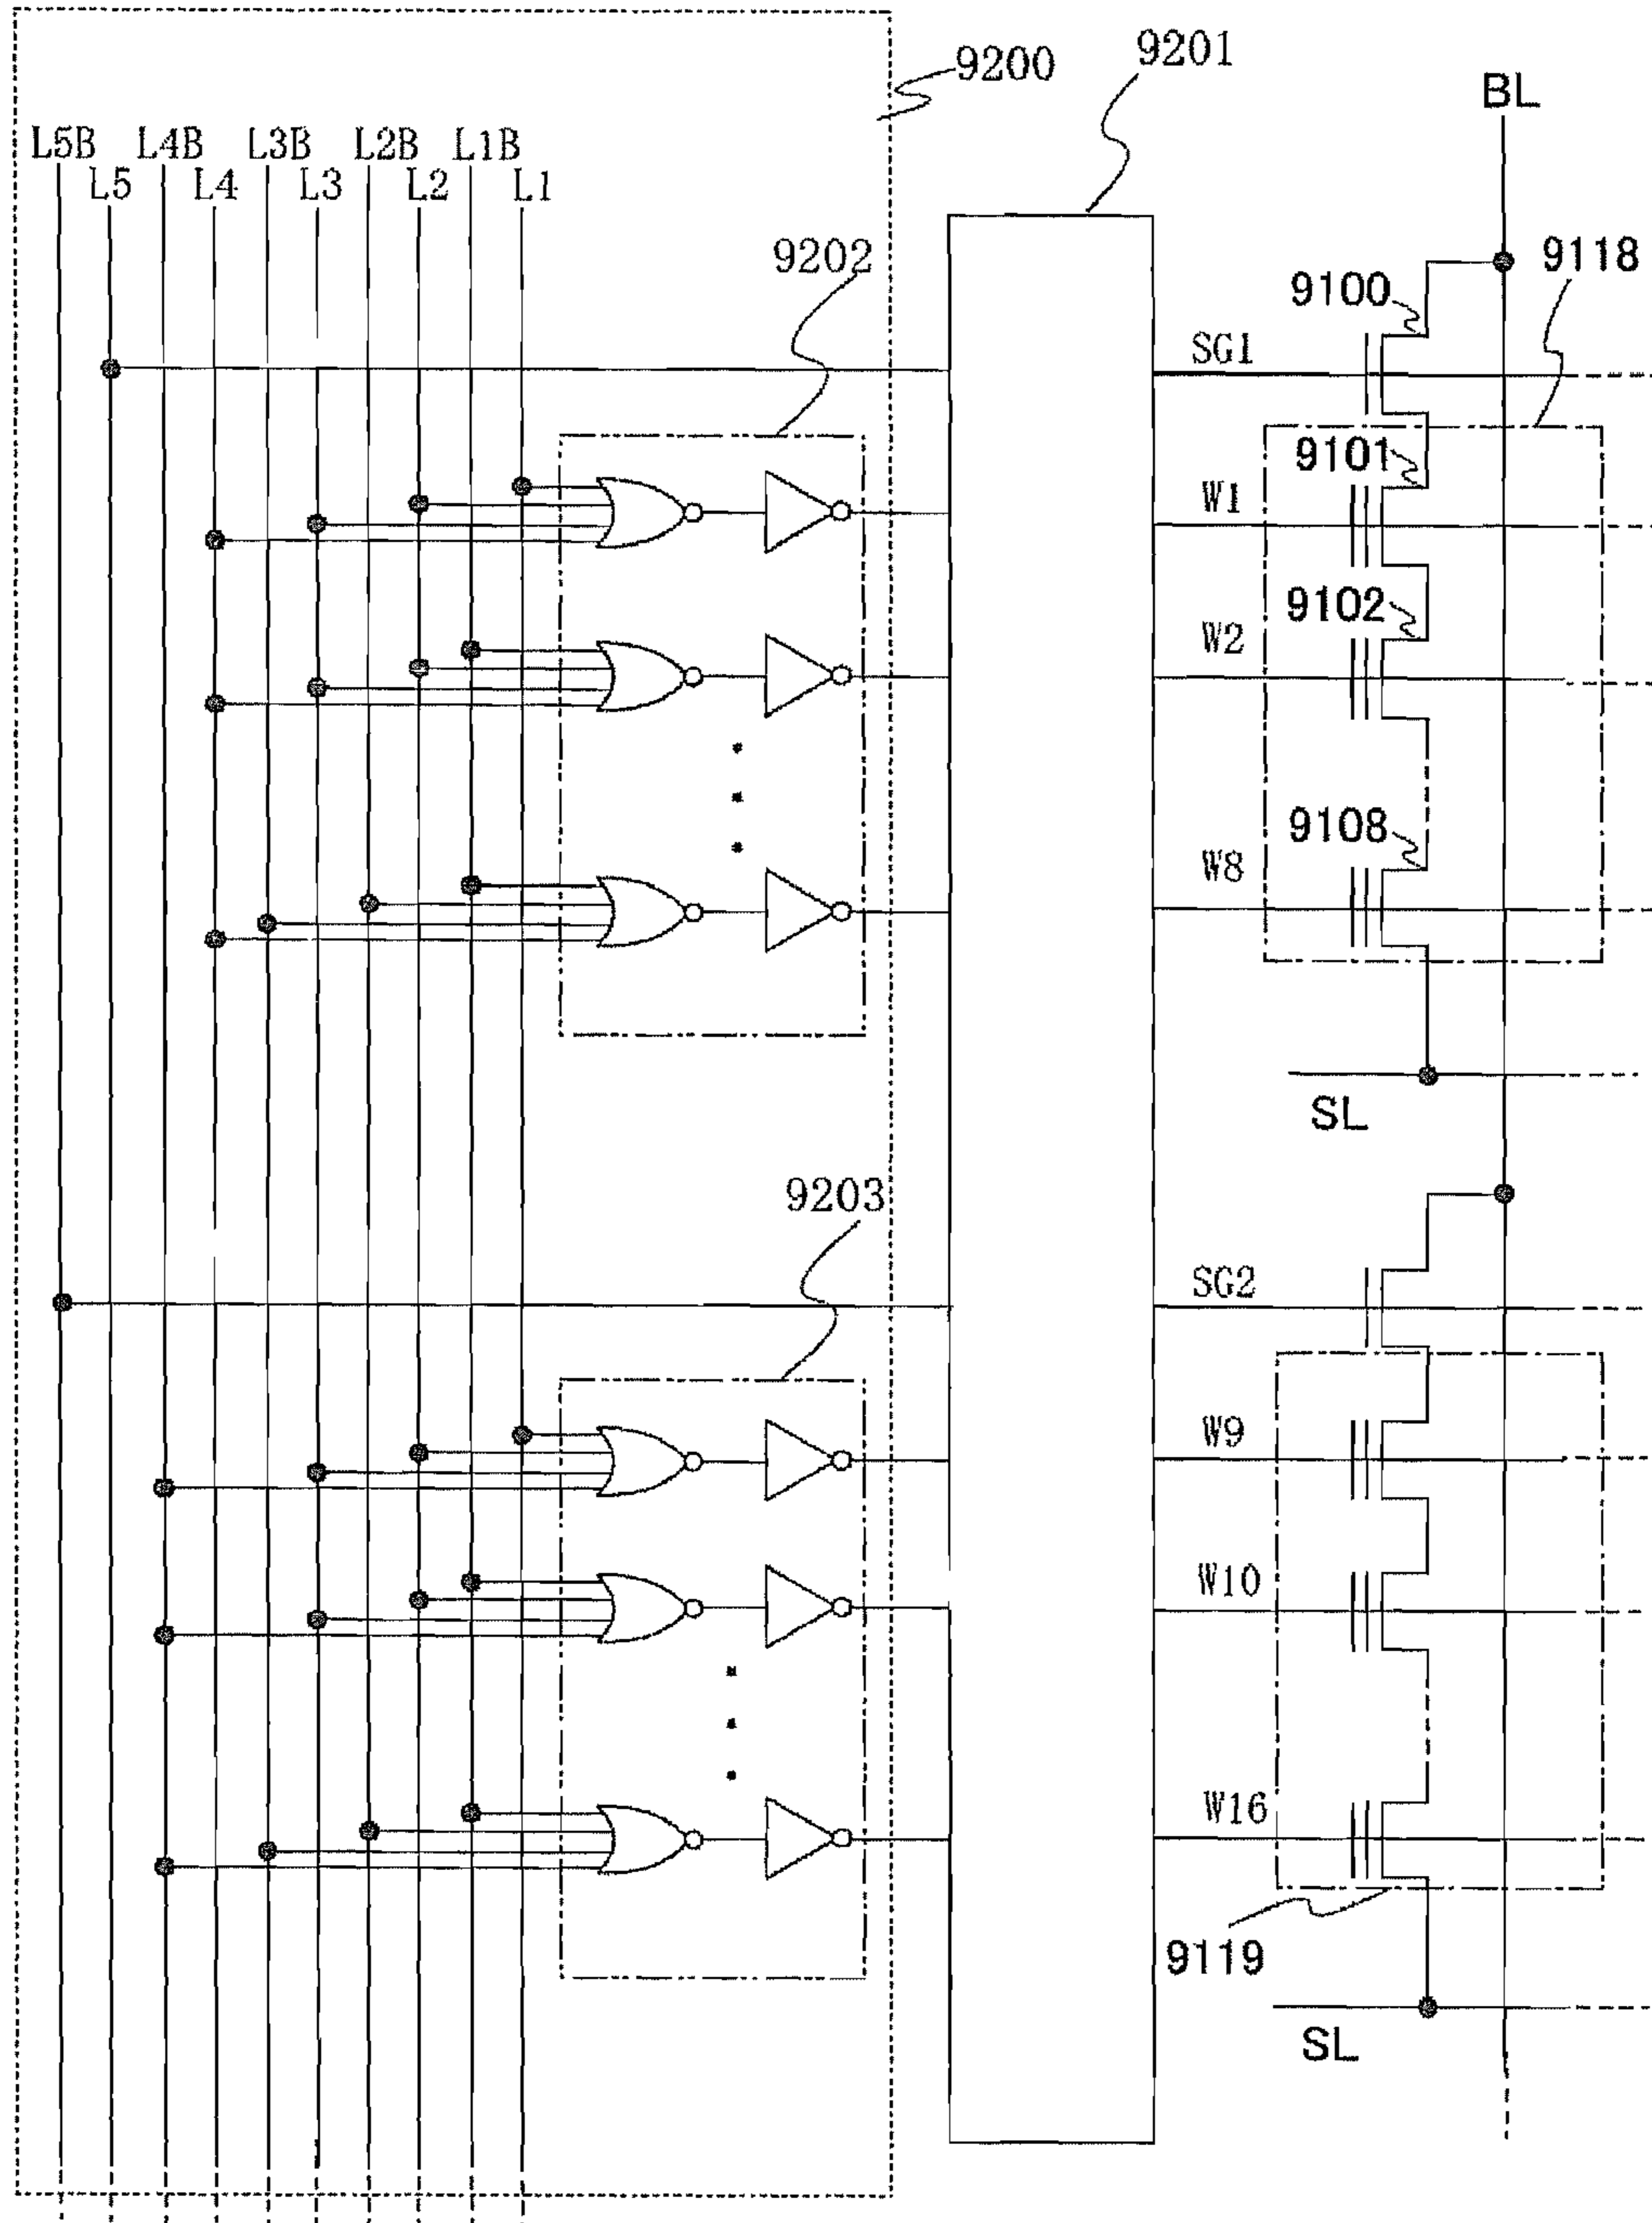 9201
9200
BL
L5B L4B L3B L2B L1B
L5 L4 L3 L2 L1
9202
9118
9100
SG1
9101
W1
9102
W2
9108
W8
SL
9203
SG2
W9
W10
W16
9119
SL